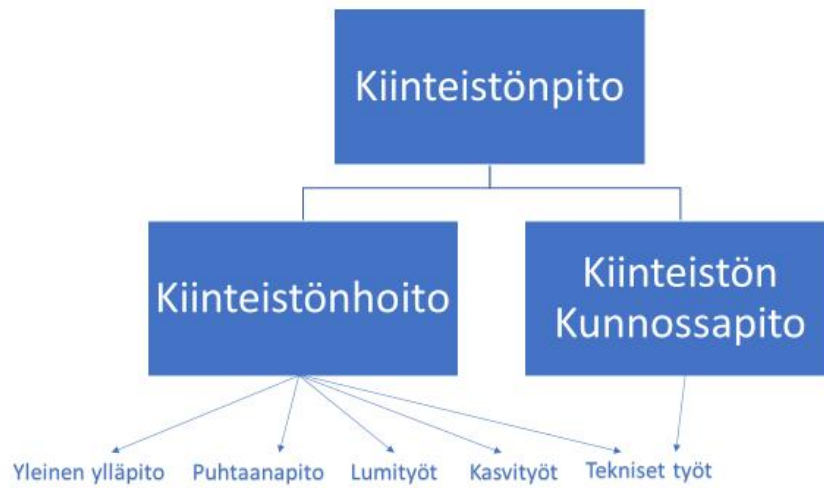 Kiinteistönpito
Kiinteistönhoito
Kiinteistön
Kunnossapito
Yleinen ylläpito
Puhtaanapito
Lumityöt
Kasvityöt
Tekniset työt